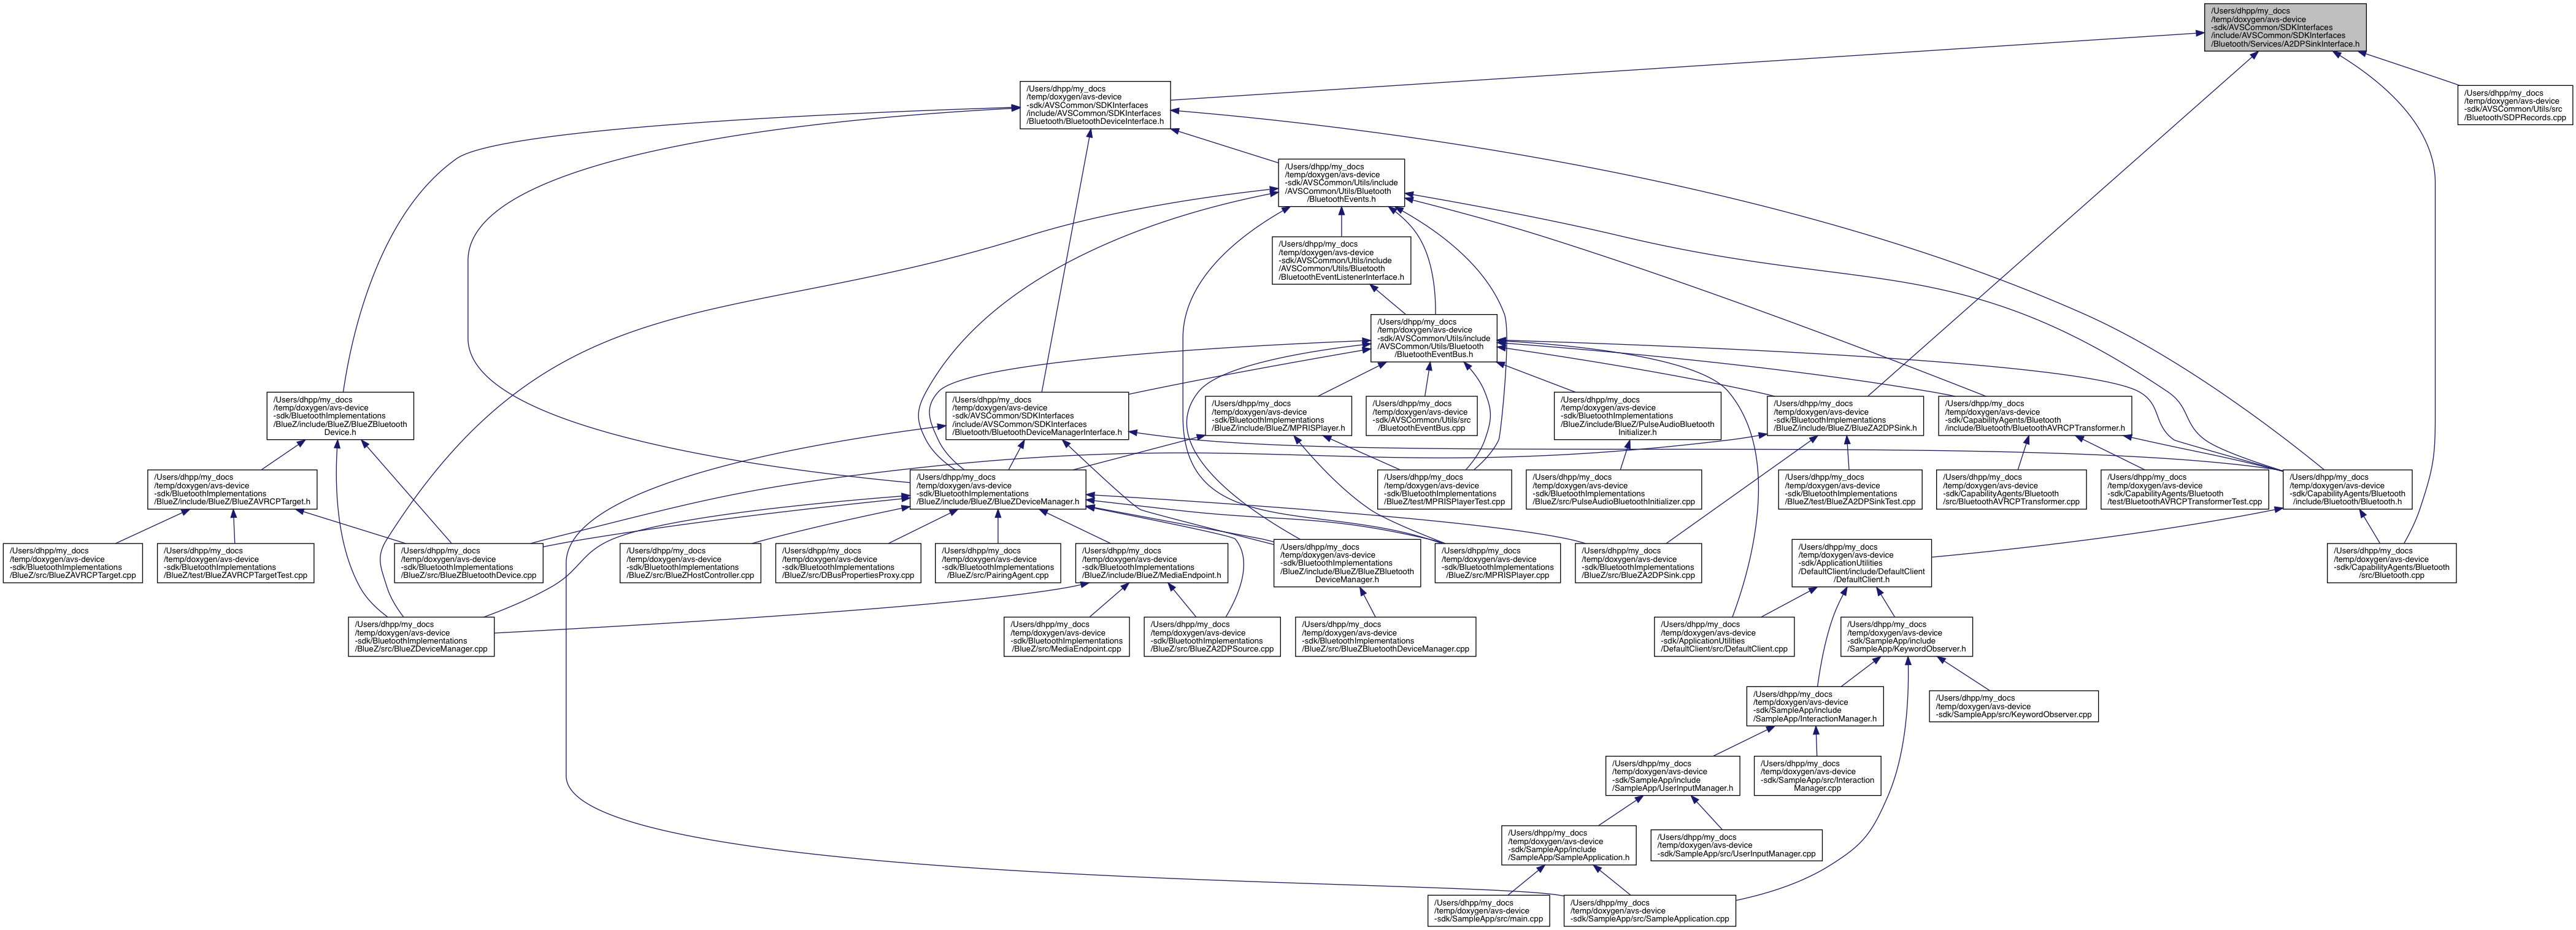 /Users/dhpp/my_docs
/temp/doxygen/avs-device
-sdk/AVSCommon/SDKInterfaces
/include/AVSCommon/SDKInterfaces
/Bluetooth/Services/A2DPSinkInterface.h
/Users/dhpp/my_docs
/temp/doxygen/avs-device
-sdk/AVSCommon/SDKInterfaces
/include/AVSCommon/SDKInterfaces
/Bluetooth/BluetoothDeviceInterface.h
/Users/dhpp/my_docs
/temp/doxygen/avs-device
-sdk/AVSCommon/Utils/src
/Bluetooth/SDPRecords.cpp
/Users/dhpp/my_docs
/temp/doxygen/avs-device
-sdk/AVSCommon/Utils/include
/AVSCommon/Utils/Bluetooth
/BluetoothEvents.h
/Users/dhpp/my_docs
/temp/doxygen/avs-device
-sdk/AVSCommon/Utils/include
/AVSCommon/Utils/Bluetooth
/BluetoothEventListenerInterface.h
/Users/dhpp/my_docs
/temp/doxygen/avs-device
-sdk/AVSCommon/Utils/include
/AVSCommon/Utils/Bluetooth
/BluetoothEventBus.h
/Users/dhpp/my_docs
/temp/doxygen/avs-device
-sdk/BluetoothImplementations
/BlueZ/include/BlueZ/BlueZBluetooth
Device.h
/Users/dhpp/my_docs
/temp/doxygen/avs-device
-sdk/AVSCommon/SDKInterfaces
/include/AVSCommon/SDKInterfaces
/Bluetooth/BluetoothDeviceManagerInterface.h
/Users/dhpp/my_docs
/temp/doxygen/avs-device
-sdk/BluetoothImplementations
/BlueZ/include/BlueZ/MPRISPlayer.h
/Users/dhpp/my_docs
/temp/doxygen/avs-device
-sdk/AVSCommon/Utils/src
/BluetoothEventBus.cpp
/Users/dhpp/my_docs
/temp/doxygen/avs-device
-sdk/BluetoothImplementations
/BlueZ/include/BlueZ/PulseAudioBluetooth
Initializer.h
/Users/dhpp/my_docs
/temp/doxygen/avs-device
-sdk/BluetoothImplementations
/BlueZ/include/BlueZ/BlueZA2DPSink.h
/Users/dhpp/my_docs
/temp/doxygen/avs-device
-sdk/CapabilityAgents/Bluetooth
/include/Bluetooth/BluetoothAVRCPTransformer.h
/Users/dhpp/my_docs
/temp/doxygen/avs-device
-sdk/BluetoothImplementations
/BlueZ/include/BlueZ/BlueZAVRCPTarget.h
/Users/dhpp/my_docs
/temp/doxygen/avs-device
-sdk/BluetoothImplementations
/BlueZ/include/BlueZ/BlueZDeviceManager.h
/Users/dhpp/my_docs
/temp/doxygen/avs-device
-sdk/BluetoothImplementations
/BlueZ/test/MPRISPlayerTest.cpp
/Users/dhpp/my_docs
/temp/doxygen/avs-device
-sdk/BluetoothImplementations
/BlueZ/src/PulseAudioBluetoothInitializer.cpp
/Users/dhpp/my_docs
/temp/doxygen/avs-device
-sdk/BluetoothImplementations
/BlueZ/test/BlueZA2DPSinkTest.cpp
/Users/dhpp/my_docs
/temp/doxygen/avs-device
-sdk/CapabilityAgents/Bluetooth
/src/BluetoothAVRCPTransformer.cpp
/Users/dhpp/my_docs
/temp/doxygen/avs-device
-sdk/CapabilityAgents/Bluetooth
/test/BluetoothAVRCPTransformerTest.cpp
/Users/dhpp/my_docs
/temp/doxygen/avs-device
-sdk/CapabilityAgents/Bluetooth
/include/Bluetooth/Bluetooth.h
/Users/dhpp/my_docs
/temp/doxygen/avs-device
-sdk/BluetoothImplementations
/BlueZ/src/BlueZAVRCPTarget.cpp
/Users/dhpp/my_docs
/temp/doxygen/avs-device
-sdk/BluetoothImplementations
/BlueZ/test/BlueZAVRCPTargetTest.cpp
/Users/dhpp/my_docs
/temp/doxygen/avs-device
-sdk/BluetoothImplementations
/BlueZ/src/BlueZBluetoothDevice.cpp
/Users/dhpp/my_docs
/temp/doxygen/avs-device
-sdk/BluetoothImplementations
/BlueZ/src/BlueZHostController.cpp
/Users/dhpp/my_docs
/temp/doxygen/avs-device
-sdk/BluetoothImplementations
/BlueZ/src/DBusPropertiesProxy.cpp
/Users/dhpp/my_docs
/temp/doxygen/avs-device
-sdk/BluetoothImplementations
/BlueZ/src/PairingAgent.cpp
/Users/dhpp/my_docs
/temp/doxygen/avs-device
-sdk/BluetoothImplementations
/BlueZ/include/BlueZ/MediaEndpoint.h
/Users/dhpp/my_docs
/temp/doxygen/avs-device
-sdk/BluetoothImplementations
/BlueZ/include/BlueZ/BlueZBluetooth
DeviceManager.h
/Users/dhpp/my_docs
/temp/doxygen/avs-device
-sdk/BluetoothImplementations
/BlueZ/src/MPRISPlayer.cpp
/Users/dhpp/my_docs
/temp/doxygen/avs-device
-sdk/BluetoothImplementations
/BlueZ/src/BlueZA2DPSink.cpp
/Users/dhpp/my_docs
/temp/doxygen/avs-device
-sdk/ApplicationUtilities
/DefaultClient/include/DefaultClient
/DefaultClient.h
/Users/dhpp/my_docs
/temp/doxygen/avs-device
-sdk/CapabilityAgents/Bluetooth
/src/Bluetooth.cpp
/Users/dhpp/my_docs
/temp/doxygen/avs-device
-sdk/BluetoothImplementations
/BlueZ/src/BlueZDeviceManager.cpp
/Users/dhpp/my_docs
/temp/doxygen/avs-device
-sdk/BluetoothImplementations
/BlueZ/src/MediaEndpoint.cpp
/Users/dhpp/my_docs
/temp/doxygen/avs-device
-sdk/BluetoothImplementations
/BlueZ/src/BlueZA2DPSource.cpp
/Users/dhpp/my_docs
/temp/doxygen/avs-device
-sdk/BluetoothImplementations
/BlueZ/src/BlueZBluetoothDeviceManager.cpp
/Users/dhpp/my_docs
/temp/doxygen/avs-device
-sdk/ApplicationUtilities
/DefaultClient/src/DefaultClient.cpp
/Users/dhpp/my_docs
/temp/doxygen/avs-device
-sdk/SampleApp/include
/SampleApp/KeywordObserver.h
/Users/dhpp/my_docs
/temp/doxygen/avs-device
-sdk/SampleApp/include
/SampleApp/InteractionManager.h
/Users/dhpp/my_docs
/temp/doxygen/avs-device
-sdk/SampleApp/src/KeywordObserver.cpp
/Users/dhpp/my_docs
/temp/doxygen/avs-device
-sdk/SampleApp/include
/SampleApp/UserInputManager.h
/Users/dhpp/my_docs
/temp/doxygen/avs-device
-sdk/SampleApp/src/Interaction
Manager.cpp
/Users/dhpp/my_docs
/temp/doxygen/avs-device
-sdk/SampleApp/include
/SampleApp/SampleApplication.h
/Users/dhpp/my_docs
/temp/doxygen/avs-device
-sdk/SampleApp/src/UserInputManager.cpp
/Users/dhpp/my_docs
/temp/doxygen/avs-device
-sdk/SampleApp/src/main.cpp
/Users/dhpp/my_docs
/temp/doxygen/avs-device
-sdk/SampleApp/src/SampleApplication.cpp